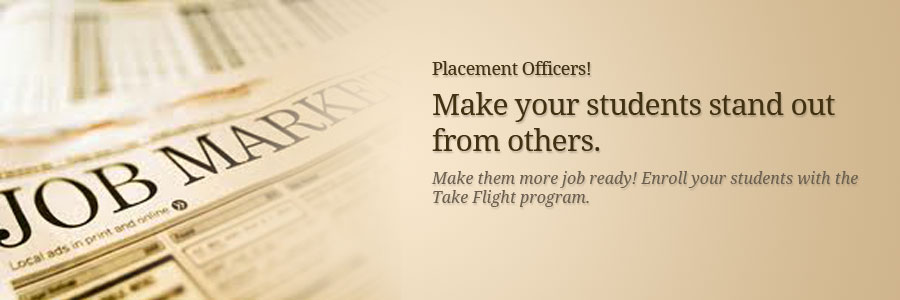 JOB MARKE
Local ads in print and online
Placement Officers!
Make your students stand out
from others.
Make them more job ready! Enroll your students with the
Take Flight program.